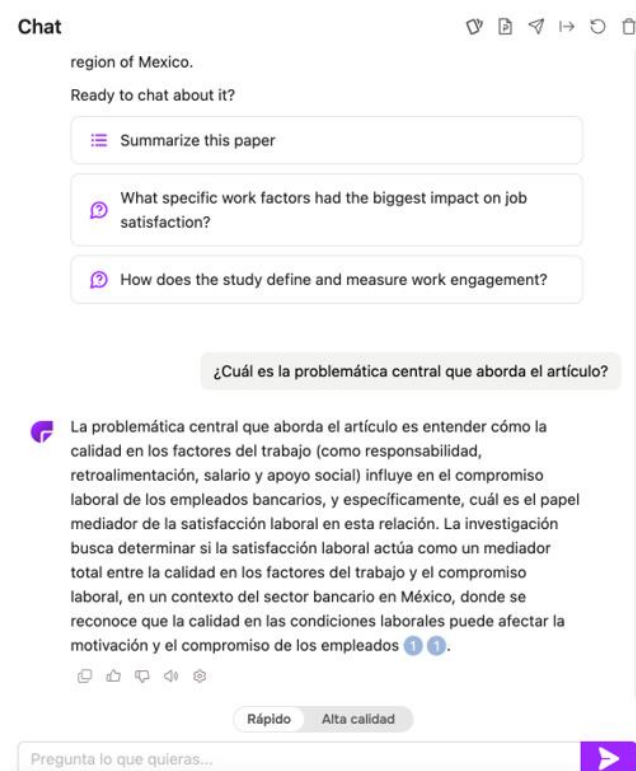 Chat
region of Mexico.
Ready to chat about it?
Summarize this paper
What specific work factors had the biggest impact on job
satisfaction?
How does the study define and measure work engagement?
¿Cuál es la problemática central que aborda el artículo?
La problemática central que aborda el artículo es entender cómo la
calidad en los factores del trabajo (como responsabilidad,
retroalimentación, salario y apoyo social) influye en el compromiso
laboral de los empleados bancarios, y específicamente, cuál es el papel
mediador de la satisfacción laboral en esta relación. La investigación
busca determinar si la satisfacción laboral actúa como un mediador
total entre la calidad en los factores del trabajo y el compromiso
laboral, en un contexto del sector bancario en México, donde se
reconoce que la calidad en las condiciones laborales puede afectar la
motivación y el compromiso de los empleados 1 1.
Rápido Alta calidad
Pregunta lo que quieras...